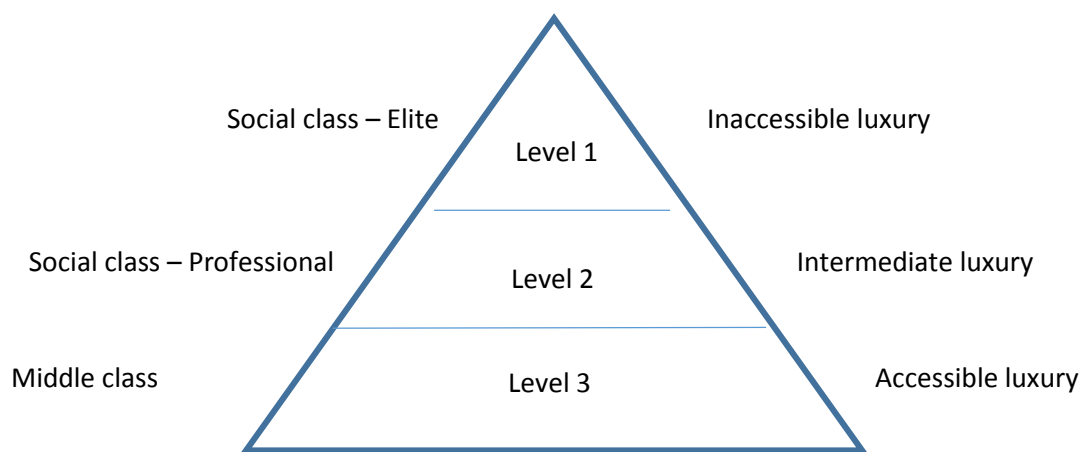 Social class – Elite
Inaccessible luxury
Level 1
Social class – Professional
Intermediate luxury
Level 2
Middle class
Level 3
Accessible luxury